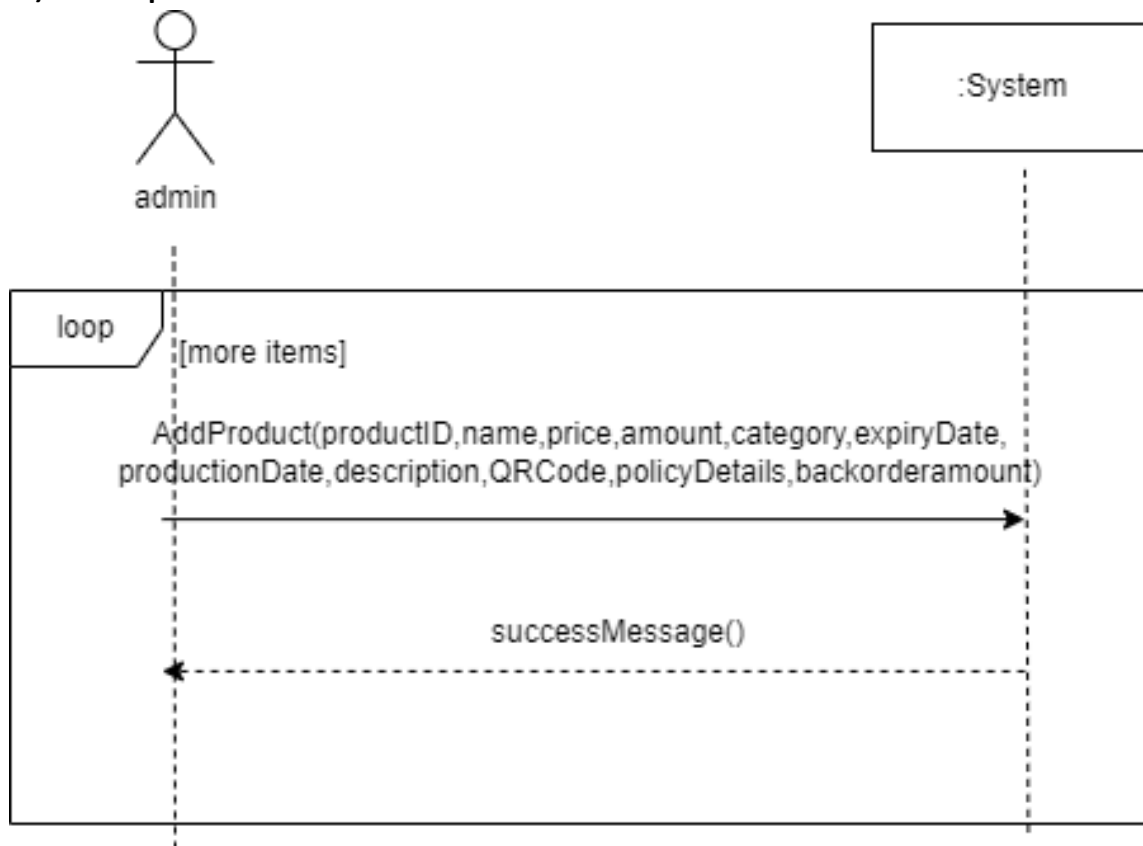 admin
:System
loop
[more items]
AddProduct(productID,name,price,amount,category,expiryDate,
productionDate,description,QRCode,policyDetails,backorderamount)
successMessage()